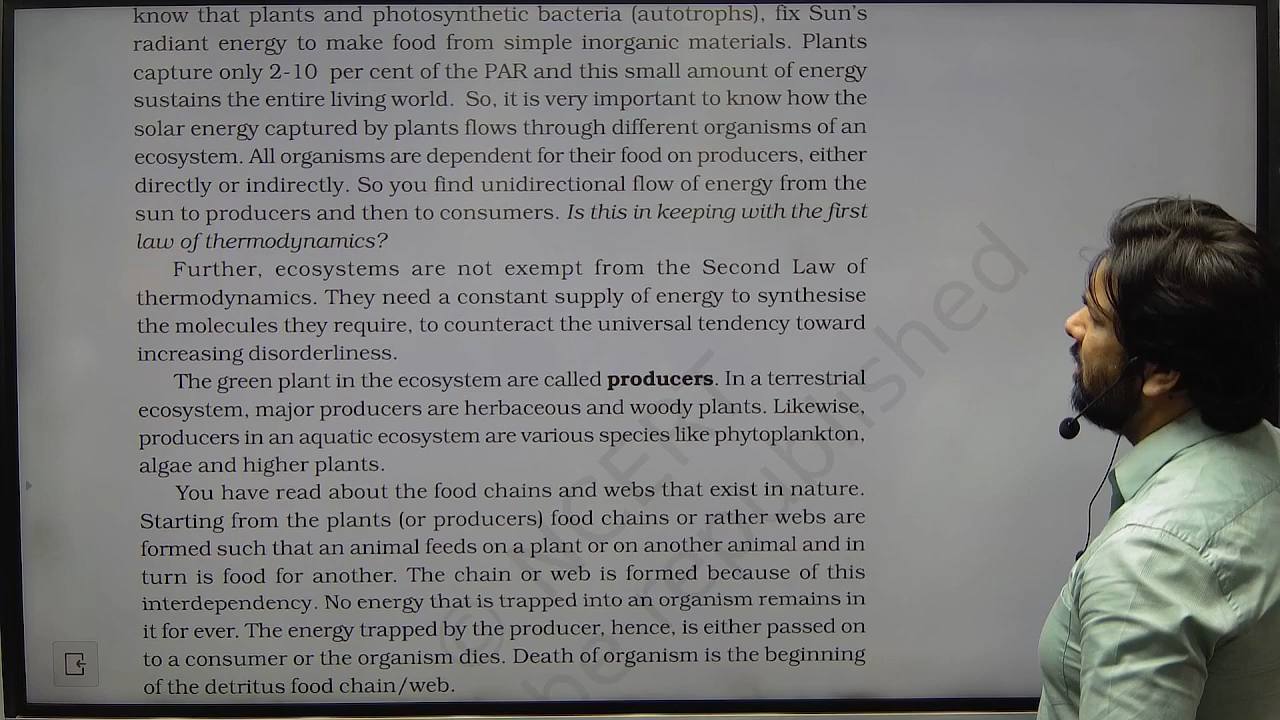 know that plants and photosynthetic bacteria (autotrophs), fix Sun's
radiant energy to make food from simple inorganic materials. Plants
capture only 2-10 per cent of the PAR and this small amount of energy
sustains the entire living world. So, it is very important to know how the
solar energy captured by plants flows through different organisms of an
ecosystem. All organisms are dependent for their food on producers, either
directly or indirectly. So you find unidirectional flow of energy from the
sun to producers and then to consumers. Is this in keeping with the first
law of thermodynamics?
Further, ecosystems are not exempt from the Second Law of
thermodynamics. They need a constant supply of energy to synthesise
the molecules they require, to counteract the universal tendency toward
increasing disorderliness.
The green plant in the ecosystem are called producers. In a terrestrial
ecosystem, major producers are herbaceous and woody plants. Likewise,
producers in an aquatic ecosystem are various species like phytoplankton,
algae and higher plants.
You have read about the food chains and webs that exist in nature.
Starting from the plants (or producers) food chains or rather webs are
formed such that an animal feeds on a plant or on another animal and in
turn is food for another. The chain or web is formed because of this
interdependency. No energy that is trapped into an organism remains in
it for ever. The energy trapped by the producer, hence, is either passed on
to a consumer or the organism dies. Death of organism is the beginning
of the detritus food chain/web.
© NCERT
be republished